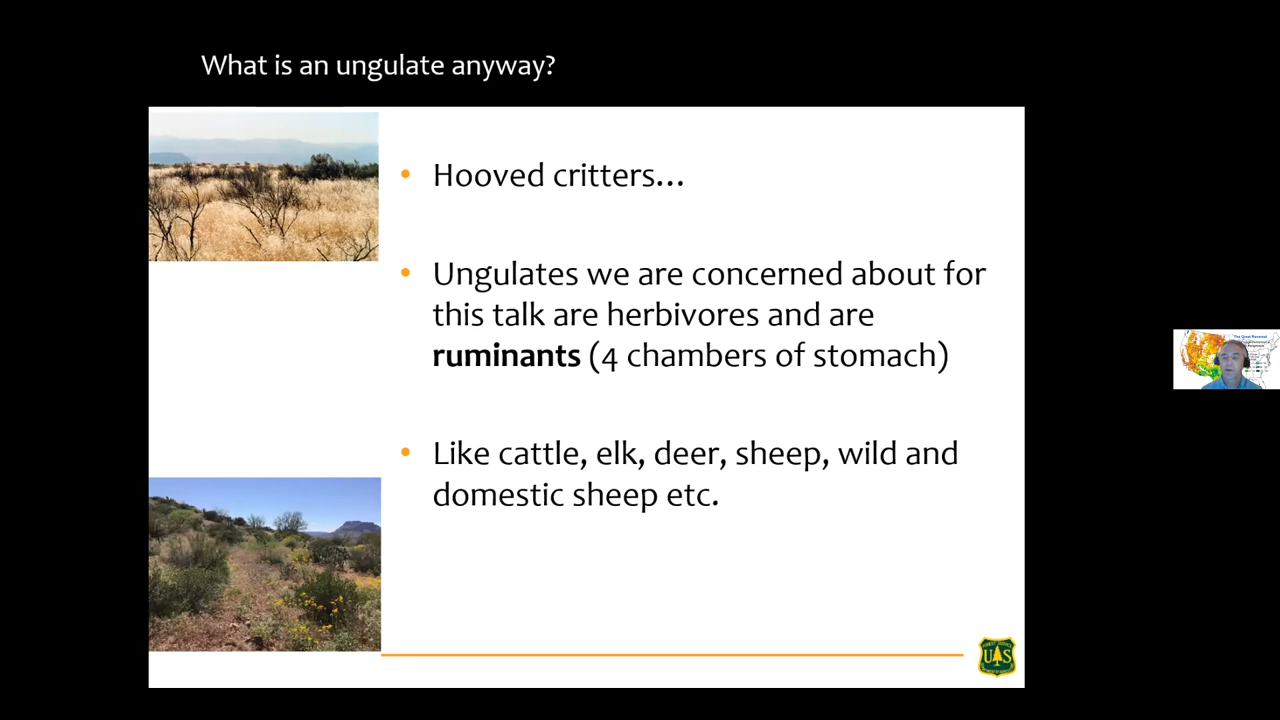 What is an ungulate anyway?
• Hooved critters…
• Ungulates we are concerned about for
this talk are herbivores and are
ruminants (4 chambers of stomach)
• Like cattle, elk, deer, sheep, wild and
domestic sheep etc.
US